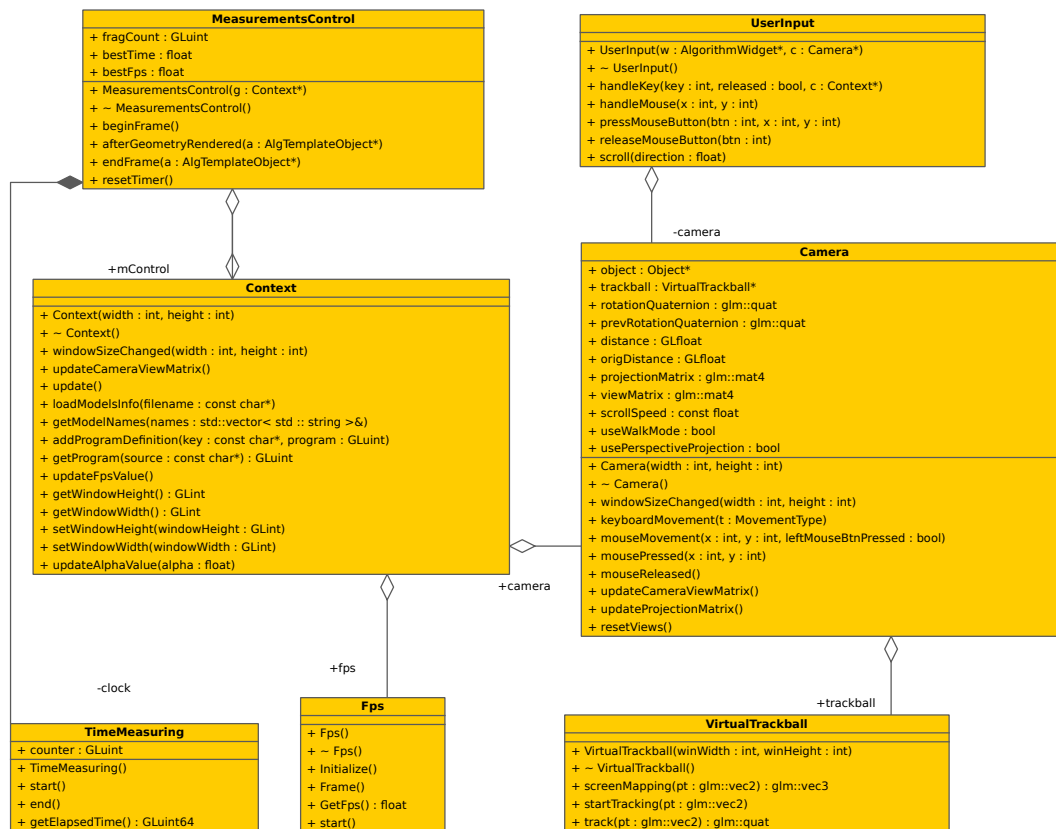 MeasurementsControl
+ fragCount : GLuint
+ bestTime : float
+ bestFps : float
+ MeasurementsControl(g : Context*)
+ ~ MeasurementsControl()
+ beginFrame()
+ afterGeometryRendered(a : AlgTemplateObject*)
+ endFrame(a : AlgTemplateObject*)
+ resetTimer()
UserInput
+ UserInput(w : AlgorithmWidget*, c : Camera*)
+ ~ UserInput()
+ handleKey(key : int, released : bool, c : Context*)
+ handleMouse(x : int, y : int)
+ pressMouseButton(btn : int, x : int, y : int)
+ releaseMouseButton(btn : int)
+ scroll(direction : float)
-camera
+mControl
Context
+ Context(width : int, height : int)
+ ~ Context()
+ windowSizeChanged(width : int, height : int)
+ updateCameraViewMatrix()
+ update()
+ loadModelsInfo(filename : const char*)
+ getModelNames(names : std::vector< std :: string >&)
+ addProgramDefinition(key : const char*, program : GLuint)
+ getProgram(source : const char*) : GLuint
+ updateFpsValue()
+ getWindowHeight() : GLint
+ getWindowWidth() : GLint
+ setWindowHeight(windowHeight : GLint)
+ setWindowWidth(windowWidth : GLint)
+ updateAlphaValue(alpha : float)
Camera
+ object : Object*
+ trackball : VirtualTrackball*
+ rotationQuaternion : glm::quat
+ prevRotationQuaternion : glm::quat
+ distance : GLfloat
+ origDistance : GLfloat
+ projectionMatrix : glm::mat4
+ viewMatrix : glm::mat4
+ scrollSpeed : const float
+ useWalkMode : bool
+ usePerspectiveProjection : bool
+ Camera(width : int, height : int)
+ ~ Camera()
+ windowSizeChanged(width : int, height : int)
+ keyboardMovement(t : MovementType)
+ mouseMovement(x : int, y : int, leftMouseBtnPressed : bool)
+ mousePressed(x : int, y : int)
+ mouseReleased()
+ updateCameraViewMatrix()
+ updateProjectionMatrix()
+ resetViews()
+camera
+fps
-clock
+trackball
TimeMeasuring
+ counter : GLuint
+ TimeMeasuring()
+ start()
+ end()
+ getElapsedTime() : GLuint64
Fps
+ Fps()
+ ~ Fps()
+ Initialize()
+ Frame()
+ GetFps() : float
+ start()
VirtualTrackball
+ VirtualTrackball(winWidth : int, winHeight : int)
+ ~ VirtualTrackball()
+ screenMapping(pt : glm::vec2) : glm::vec3
+ startTracking(pt : glm::vec2)
+ track(pt : glm::vec2) : glm::quat